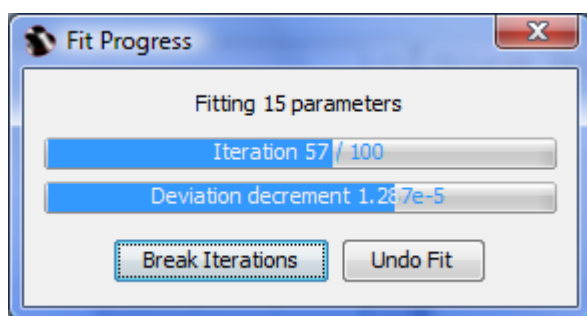 Fit Progress
Fitting 15 parameters
Iteration 57 / 100
Deviation decrement 1.287e-5
Break Iterations Undo Fit